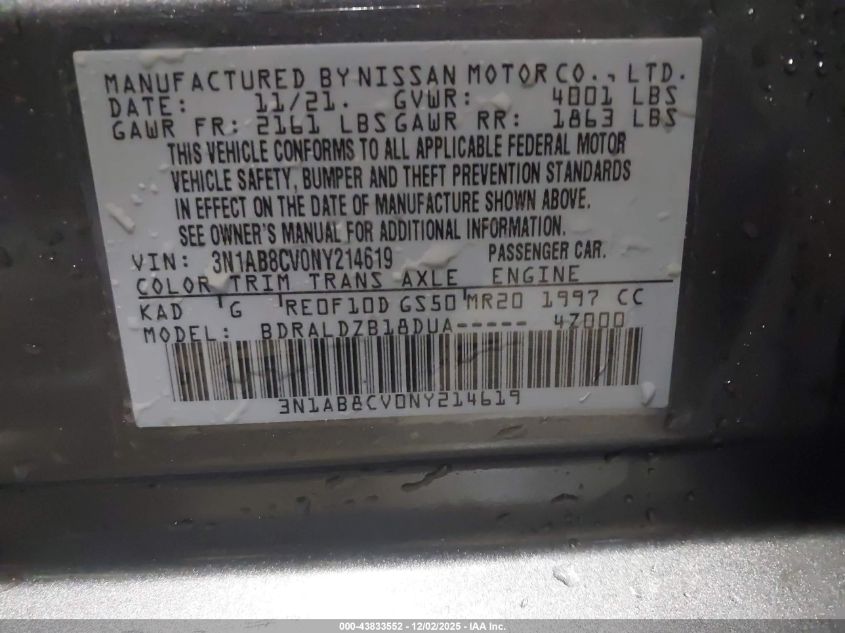 MANUFACTURED BY NISSAN MOTOR CO., LTD.
DATE: 11/21. GVWR: 4001 LBS
GAWR FR: 2161 LBS GAWR RR: 1863 LBS
THIS VEHICLE CONFORMS TO ALL APPLICABLE FEDERAL MOTOR
VEHICLE SAFETY, BUMPER AND THEFT PREVENTION STANDARDS
IN EFFECT ON THE DATE OF MANUFACTURE SHOWN ABOVE.
SEE OWNER'S MANUAL FOR ADDITIONAL INFORMATION.
VIN: 3N1AB8CV0NY214619 PASSENGER CAR.
COLOR TRIM TRANS AXLE ENGINE
KAD G RE0F10D GS50 MR20 1997 CC
MODEL: BDRALDZB18DUA----- 4Z000
3N1AB8CV0NY214619
000-43833552 | 12/02/2025 - IAA Inc.